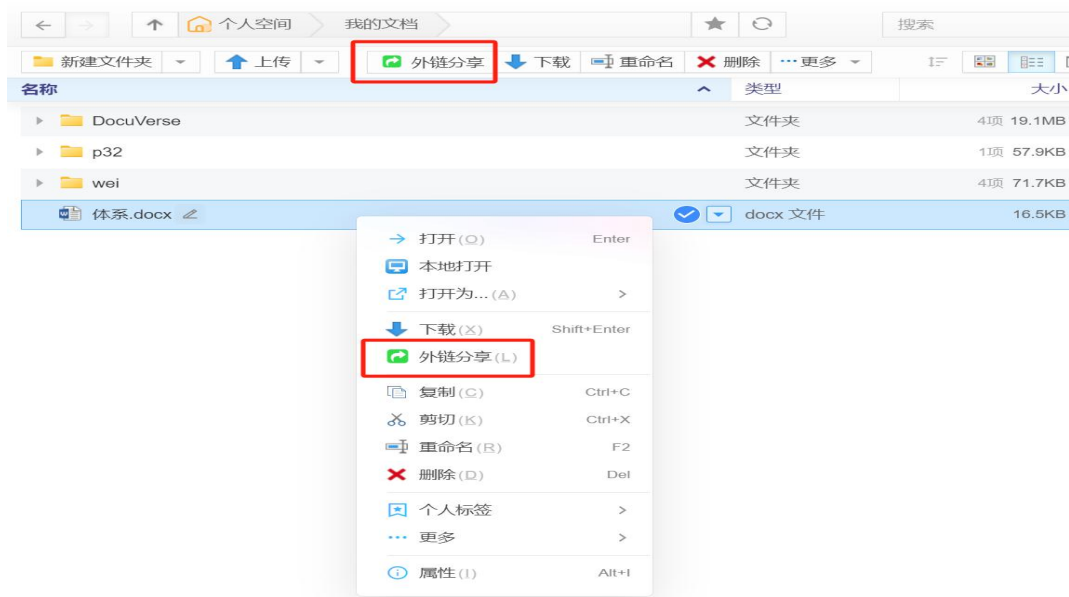 个人空间 我的文档 搜索
新建文件夹 上传 外链分享 下载 重命名 删除 ···更多
名称 类型 大小
DocuVerse 文件夹 4项 19.1MB
p32 文件夹 1项 57.9KB
wei 文件夹 4项 71.7KB
体系.docx docx 文件 16.5KB
打开(O) Enter
本地打开
打开为...(A) >
下载(X) Shift+Enter
外链分享(L)
复制(C) Ctrl+C
剪切(K) Ctrl+X
重命名(R) F2
删除(D) Del
个人标签 >
更多 >
属性(I) Alt+I